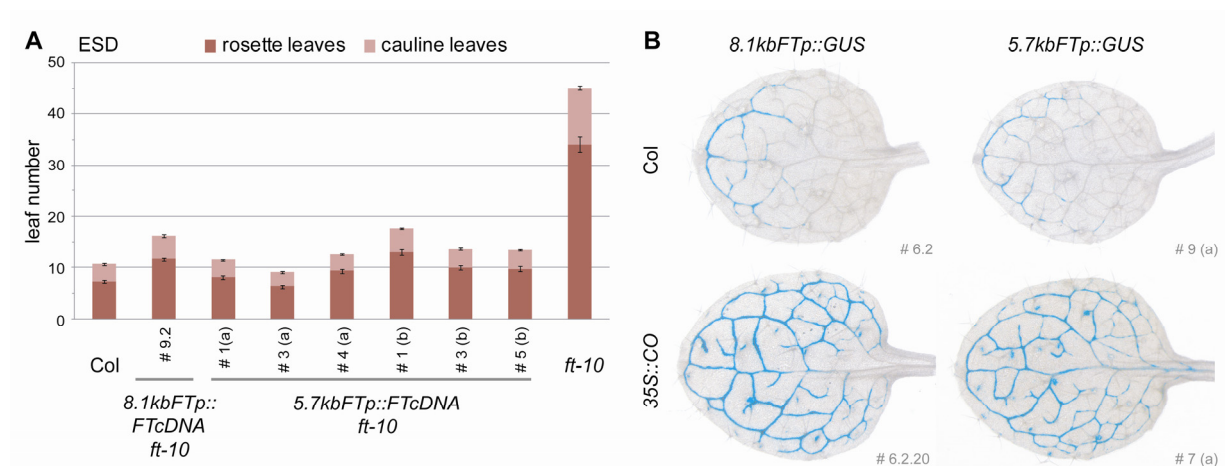 A
ESD
rosette leaves
cauline leaves
leaf number
50
40
30
20
10
0
Col
# 9.2
# 1(a)
# 3 (a)
# 4 (a)
# 1 (b)
# 3 (b)
# 5 (b)
ft-10
8.1kbFTp::
FTcDNA
ft-10
5.7kbFTp::FTcDNA
ft-10
B
8.1kbFTp::GUS
5.7kbFTp::GUS
Col
# 6.2
# 9 (a)
35S::CO
# 6.2.20
# 7 (a)